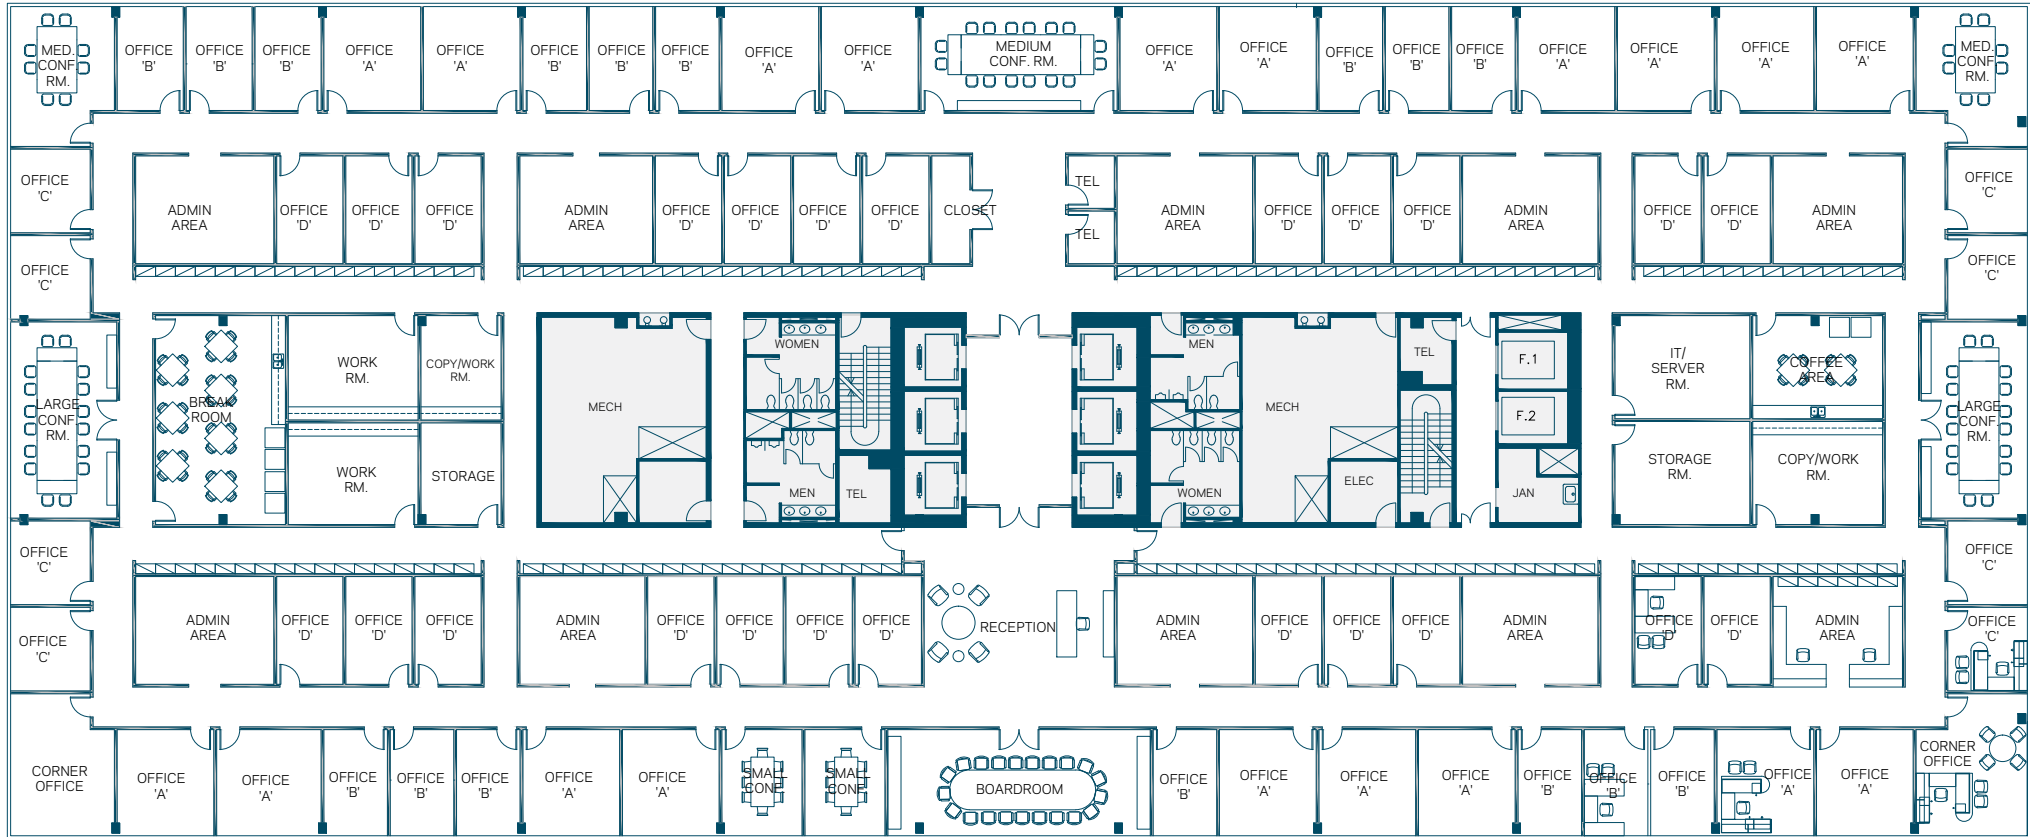 MED.
CONF.
RM.
OFFICE
'B'
OFFICE
'B'
OFFICE
'B'
OFFICE
'A'
OFFICE
'A'
OFFICE
'B'
OFFICE
'B'
OFFICE
'B'
OFFICE
'A'
OFFICE
'A'
MEDIUM
CONF. RM.
OFFICE
'A'
OFFICE
'A'
OFFICE
'B'
OFFICE
'B'
OFFICE
'B'
OFFICE
'A'
OFFICE
'A'
OFFICE
'A'
OFFICE
'A'
MED.
CONF.
RM.
OFFICE
'C'
ADMIN
AREA
OFFICE
'D'
OFFICE
'D'
OFFICE
'D'
ADMIN
AREA
OFFICE
'D'
OFFICE
'D'
OFFICE
'D'
OFFICE
'D'
CLOSET
TEL
TEL
ADMIN
AREA
OFFICE
'D'
OFFICE
'D'
OFFICE
'D'
ADMIN
AREA
OFFICE
'D'
OFFICE
'D'
ADMIN
AREA
OFFICE
'C'
OFFICE
'C'
OFFICE
'C'
LARGE
CONF.
RM.
BREAK
ROOM
WORK
RM.
COPY/WORK
RM.
WORK
RM.
STORAGE
MECH
WOMEN
MEN
TEL
MEN
WOMEN
MECH
ELEC
TEL
F.1
F.2
JAN
IT/
SERVER
RM.
COFFEE
AREA
STORAGE
RM.
COPY/WORK
RM.
LARGE
CONF.
RM.
OFFICE
'C'
OFFICE
'C'
OFFICE
'C'
ADMIN
AREA
OFFICE
'D'
OFFICE
'D'
OFFICE
'D'
ADMIN
AREA
OFFICE
'D'
OFFICE
'D'
OFFICE
'D'
OFFICE
'D'
RECEPTION
ADMIN
AREA
OFFICE
'D'
OFFICE
'D'
OFFICE
'D'
ADMIN
AREA
OFFICE
'D'
OFFICE
'D'
ADMIN
AREA
OFFICE
'C'
CORNER
OFFICE
OFFICE
'A'
OFFICE
'A'
OFFICE
'B'
OFFICE
'B'
OFFICE
'B'
OFFICE
'A'
OFFICE
'A'
SMALL
CONF.
SMALL
CONF.
BOARDROOM
OFFICE
'B'
OFFICE
'A'
OFFICE
'A'
OFFICE
'A'
OFFICE
'B'
OFFICE
'B'
OFFICE
'B'
OFFICE
'A'
OFFICE
'A'
CORNER
OFFICE